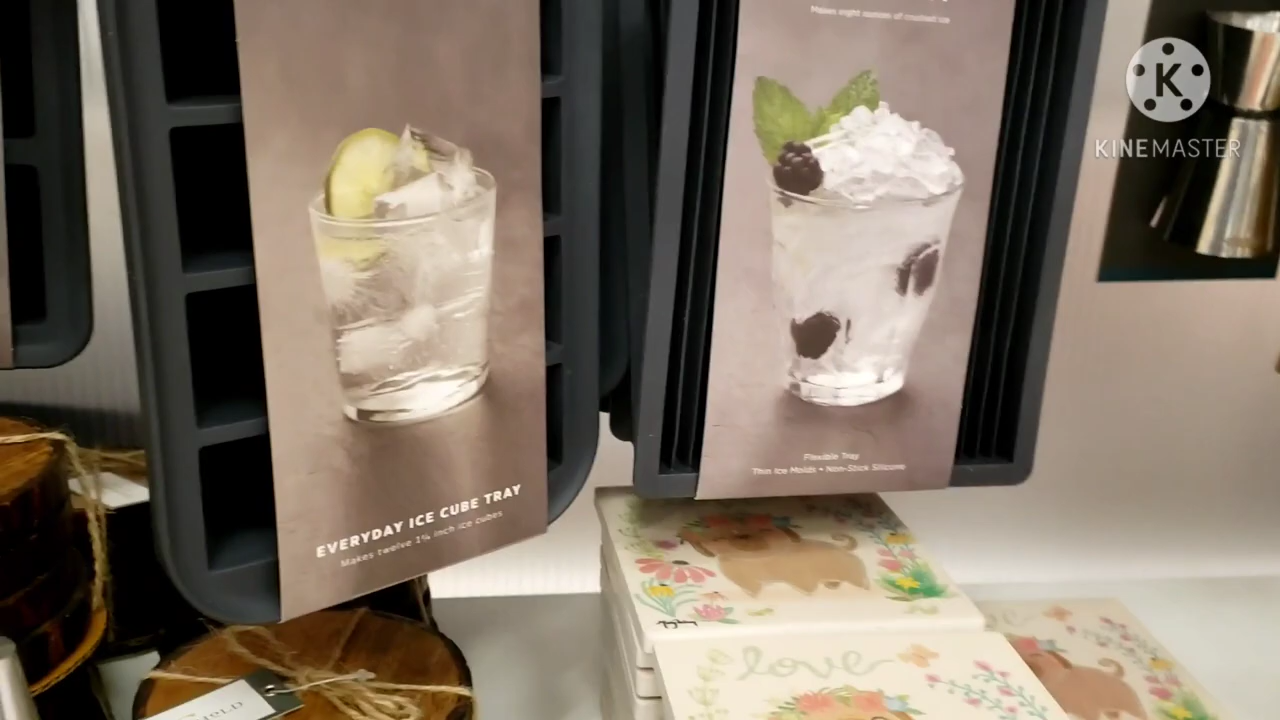 Makes eight ounces of crushed ice
K
KINEMASTER
EVERYDAY ICE CUBE TRAY
Makes twelve 1¼ inch ice cubes
Flexible Tray
Thin Ice Molds • Non-Stick Silicone
love